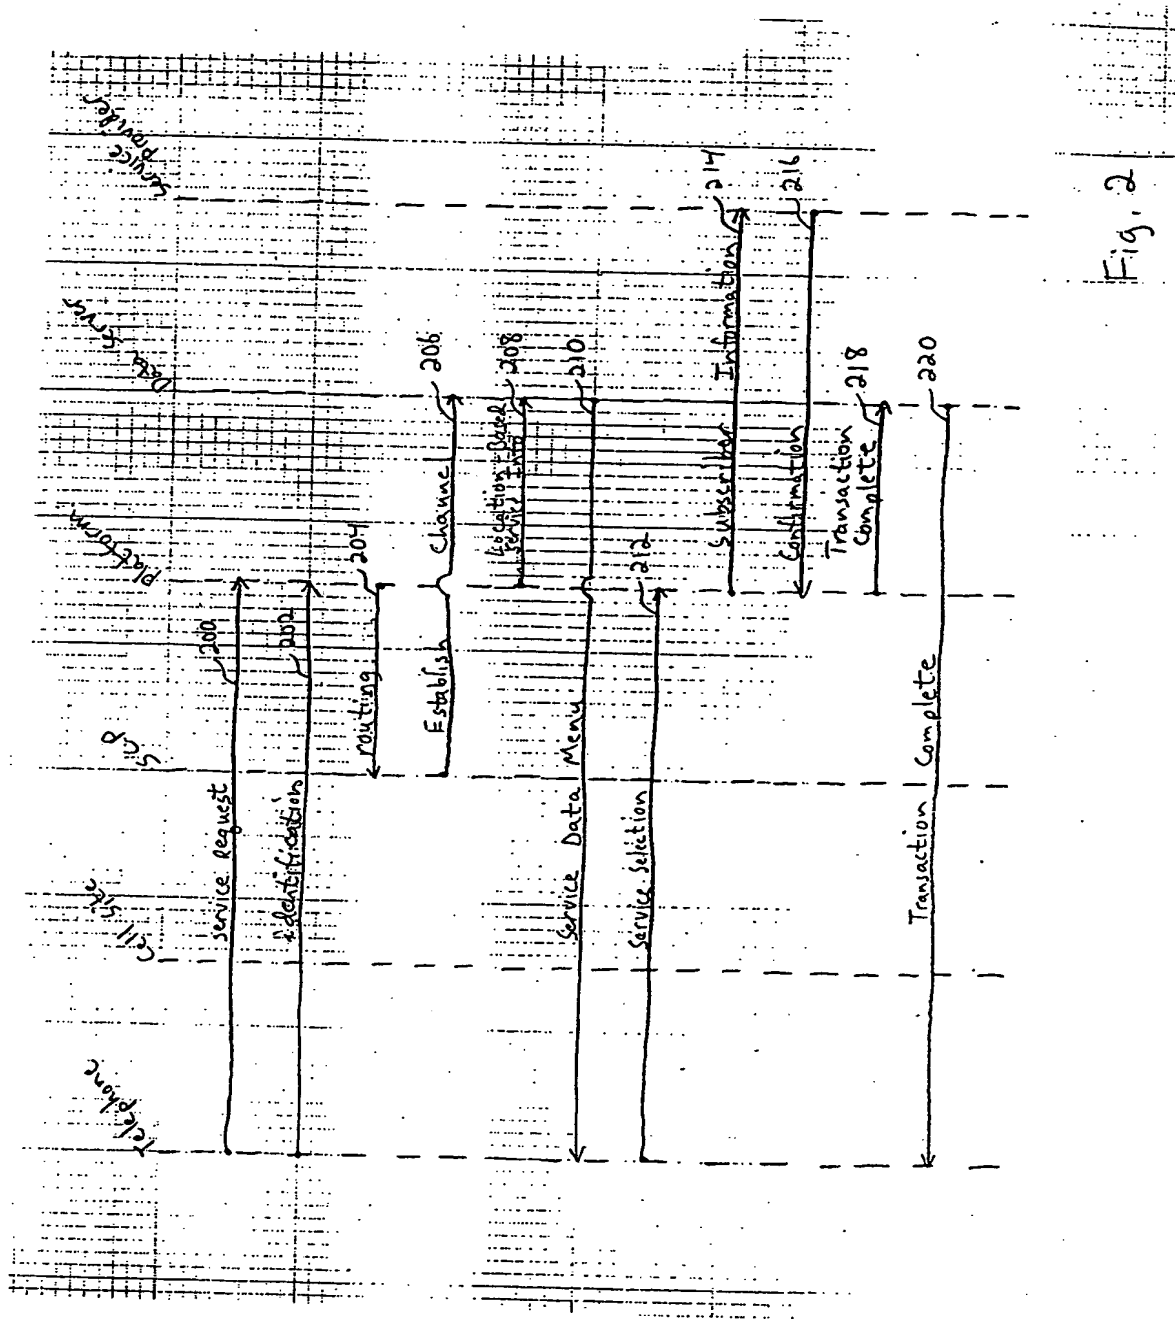 Telephone
Cell Site
SCP
Platform
Data Server
Service
Provider
Service Request
200
identification
202
routing
204
Establish Channel
206
Location-Based
Service Info
208
Service Data Menu
210
Service Selection
212
Subscriber Information
214
Confirmation
216
Transaction
Complete
218
Transaction Complete
220
Fig. 2